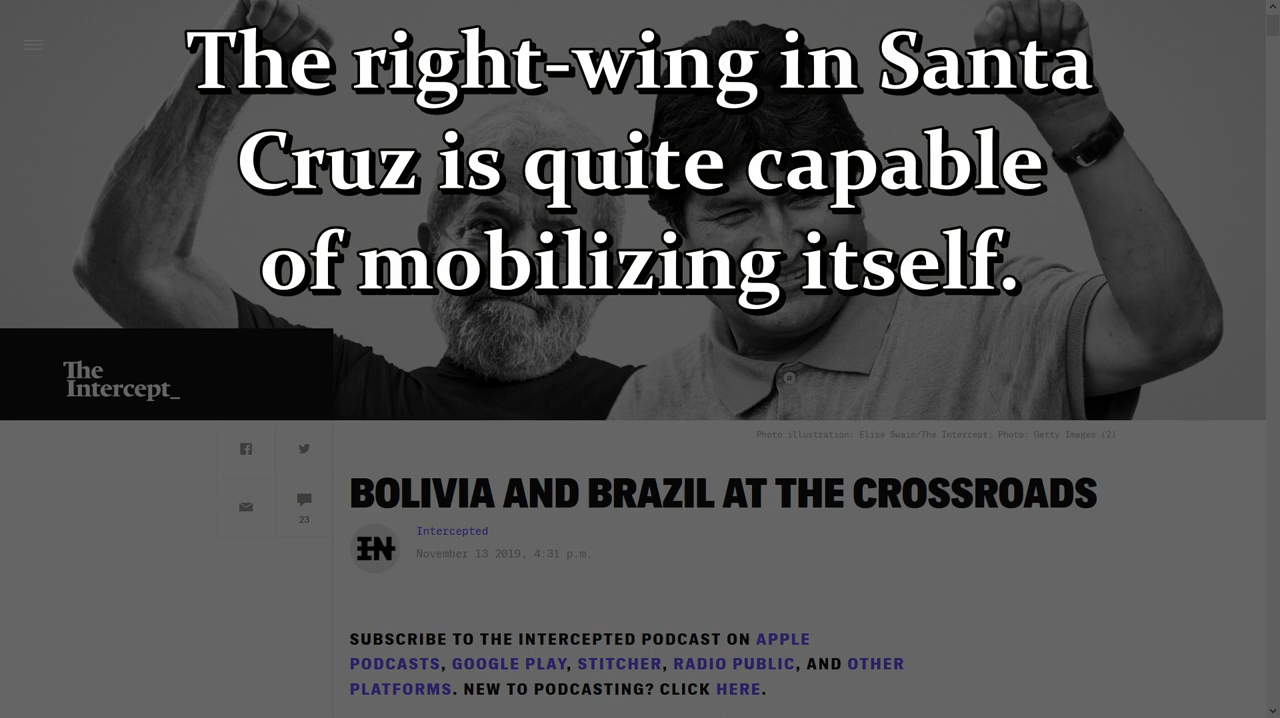 The right-wing in Santa
Cruz is quite capable
of mobilizing itself.
The
Intercept_
Photo illustration: Elise Swain/The Intercept; Photo: Getty Images (2)
23
BOLIVIA AND BRAZIL AT THE CROSSROADS
IN
Intercepted
November 13 2019, 4:31 p.m.
SUBSCRIBE TO THE INTERCEPTED PODCAST ON APPLE
PODCASTS, GOOGLE PLAY, STITCHER, RADIO PUBLIC, AND OTHER
PLATFORMS. NEW TO PODCASTING? CLICK HERE.